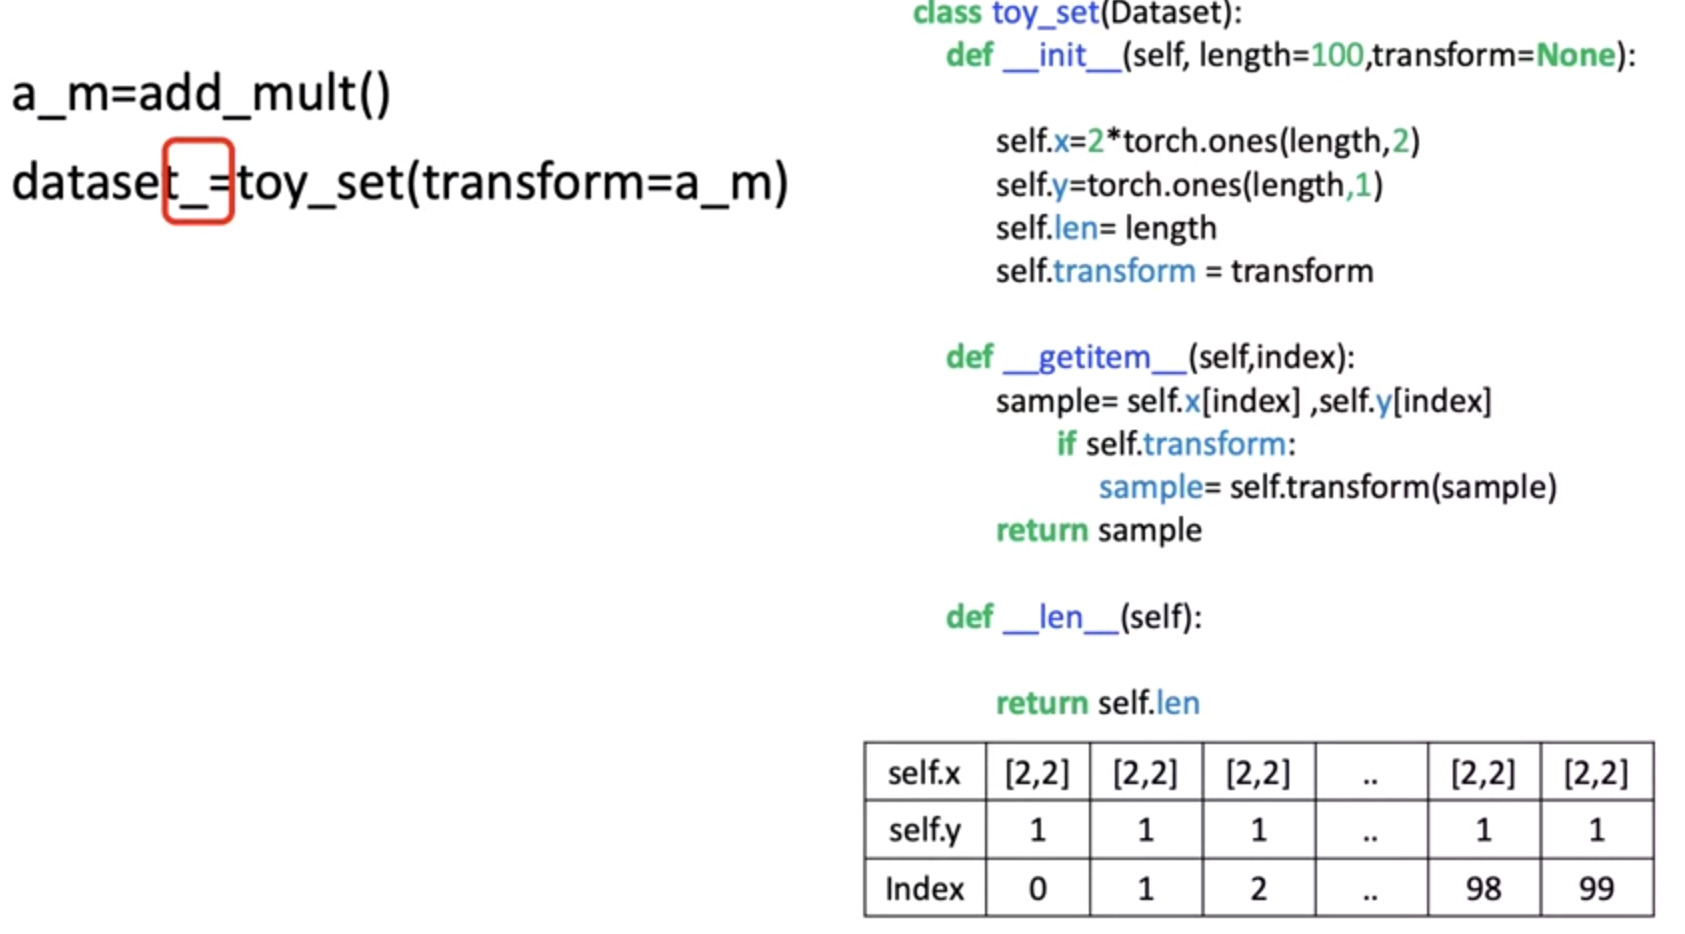 a_m=add_mult()
dataset_=toy_set(transform=a_m)
class toy_set(Dataset):
def __init__(self, length=100,transform=None):
self.x=2*torch.ones(length,2)
self.y=torch.ones(length,1)
self.len= length
self.transform = transform
def __getitem__(self,index):
sample= self.x[index] ,self.y[index]
if self.transform:
sample= self.transform(sample)
return sample
def __len__(self):
return self.len
self.x [2,2] [2,2] [2,2] .. [2,2] [2,2]
self.y 1 1 1 .. 1 1
Index 0 1 2 .. 98 99